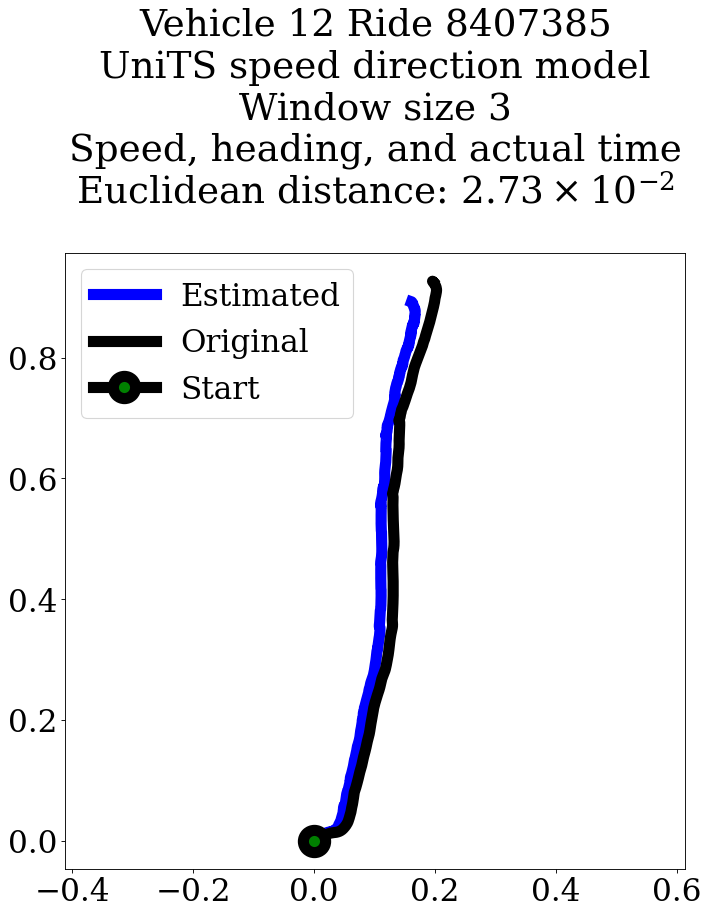 Vehicle 12 Ride 8407385
UniTS speed direction model
Window size 3
Speed, heading, and actual time
Euclidean distance: 2.73 × 10⁻²
Estimated
Original
Start
0.8
0.6
0.4
0.2
0.0
−0.4 −0.2 0.0 0.2 0.4 0.6